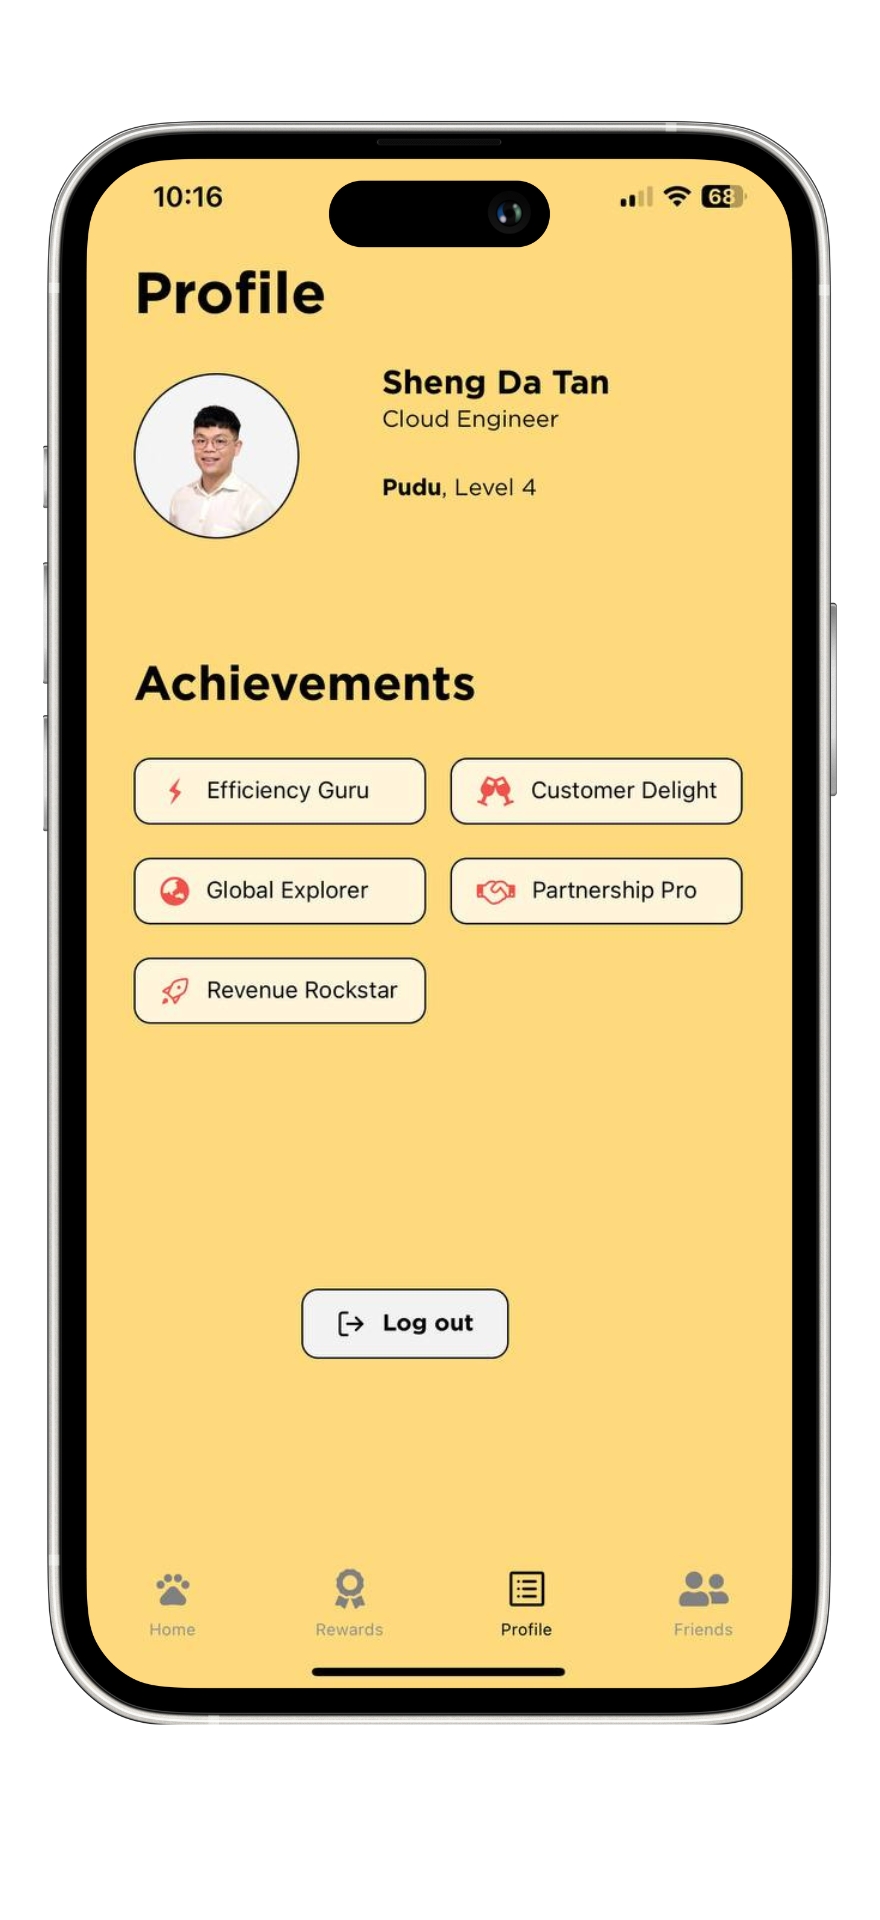 10:16
68
Profile
Sheng Da Tan
Cloud Engineer
Pudu, Level 4
Achievements
Efficiency Guru
Customer Delight
Global Explorer
Partnership Pro
Revenue Rockstar
Log out
Home
Rewards
Profile
Friends